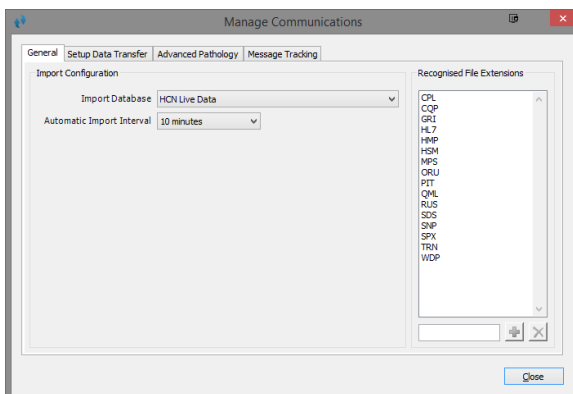 Manage Communications
General Setup Data Transfer Advanced Pathology Message Tracking
Import Configuration
Import Database HCN Live Data
Automatic Import Interval 10 minutes
Recognised File Extensions
CPL
CQP
GRI
HL7
HMP
HSM
MPS
ORU
PIT
QML
RUS
SDS
SNP
SPX
TRN
WDP
Close